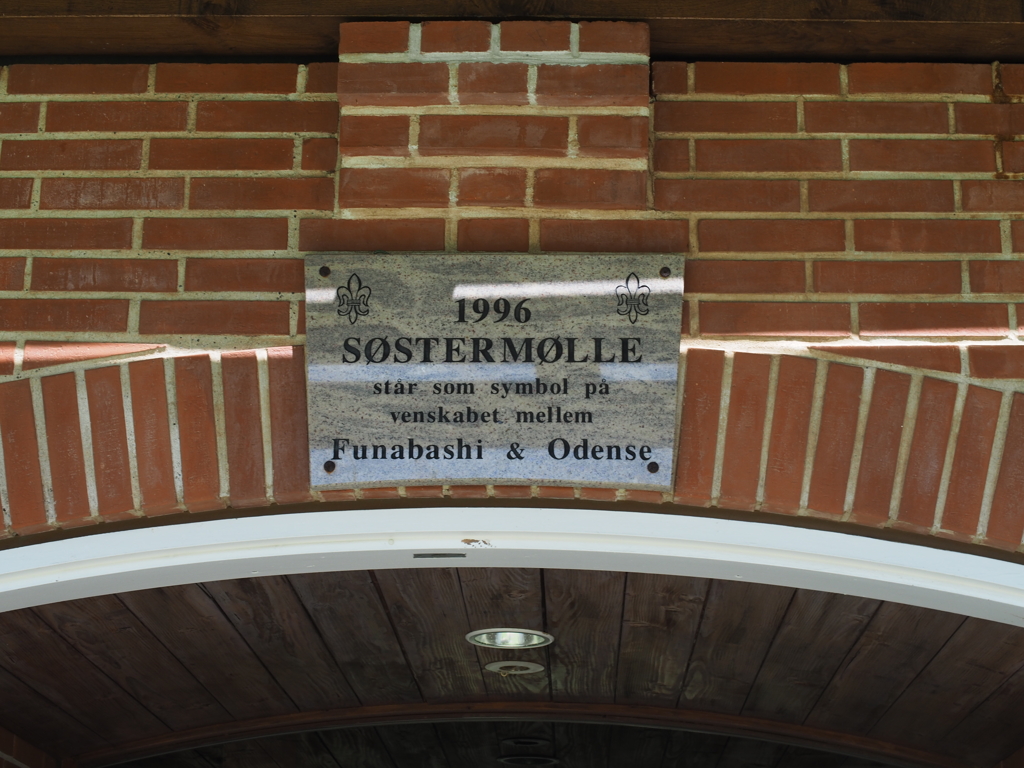 1996
SØSTERMØLLE
står som symbol på
venskabet mellem
Funabashi & Odense